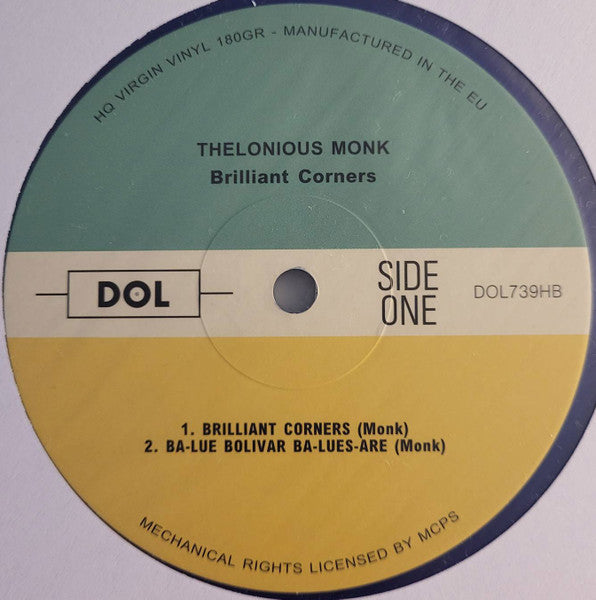 HQ VIRGIN VINYL 180GR - MANUFACTURED IN THE EU
THELONIOUS MONK
Brilliant Corners
DOL
SIDE
ONE
DOL739HB
1. BRILLIANT CORNERS (Monk)
2. BA-LUE BOLIVAR BA-LUES-ARE (Monk)
MECHANICAL RIGHTS LICENSED BY MCPS